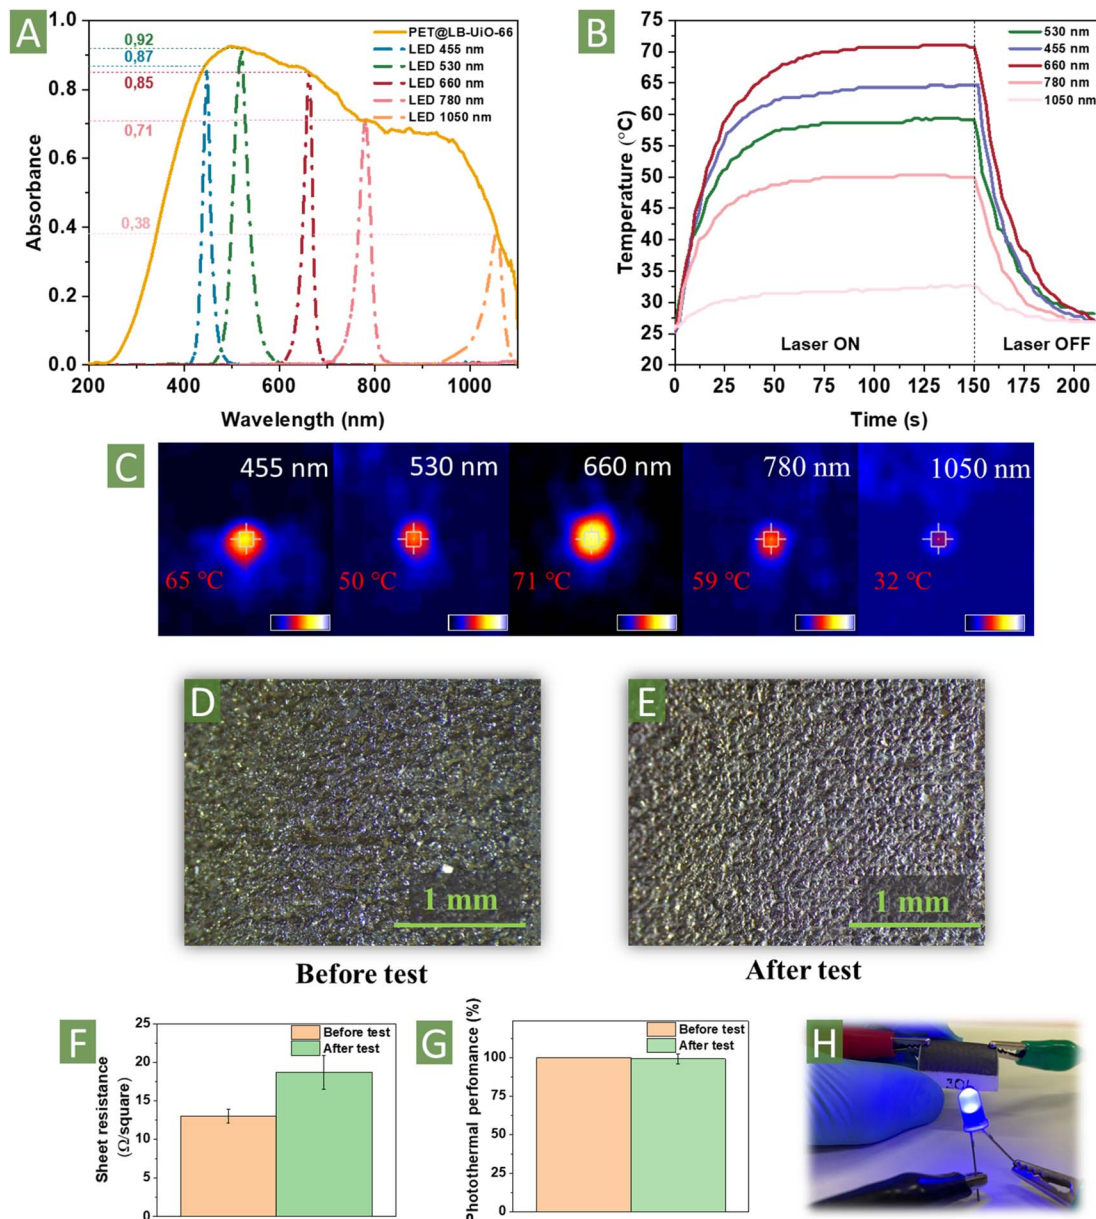 A
1.0
0.8
0.6
0.4
0.2
0.0
Absorbance
0,92
0,87
0,85
0,71
0,38
PET@LB-UiO-66
LED 455 nm
LED 530 nm
LED 660 nm
LED 780 nm
LED 1050 nm
200 400 600 800 1000
Wavelength (nm)
B
75
70
65
60
55
50
45
40
35
30
25
20
Temperature (°C)
530 nm
455 nm
660 nm
780 nm
1050 nm
Laser ON
Laser OFF
0 25 50 75 100 125 150 175 200
Time (s)
C
455 nm
65 °C
530 nm
50 °C
660 nm
71 °C
780 nm
59 °C
1050 nm
32 °C
D
1 mm
Before test
E
1 mm
After test
F
25
20
15
10
5
0
Sheet resistance
(Ω/square)
Before test
After test
G
100
75
50
25
0
Photothermal perfomance (%)
Before test
After test
H